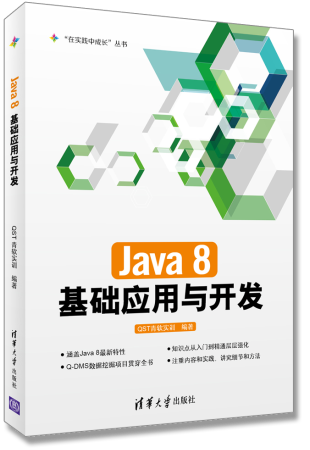 “在实践中成长”丛书
Java 8
基础应用与开发
QST青软实训 编著
• 涵盖Java 8最新特性
• Q-DMS数据挖掘项目贯穿全书
• 知识点从入门到精通层层强化
• 注重内容和实践，讲究细节和方法
清华大学出版社
Java 8 基础应用与开发
QST青软实训 编著
清华大学出版社